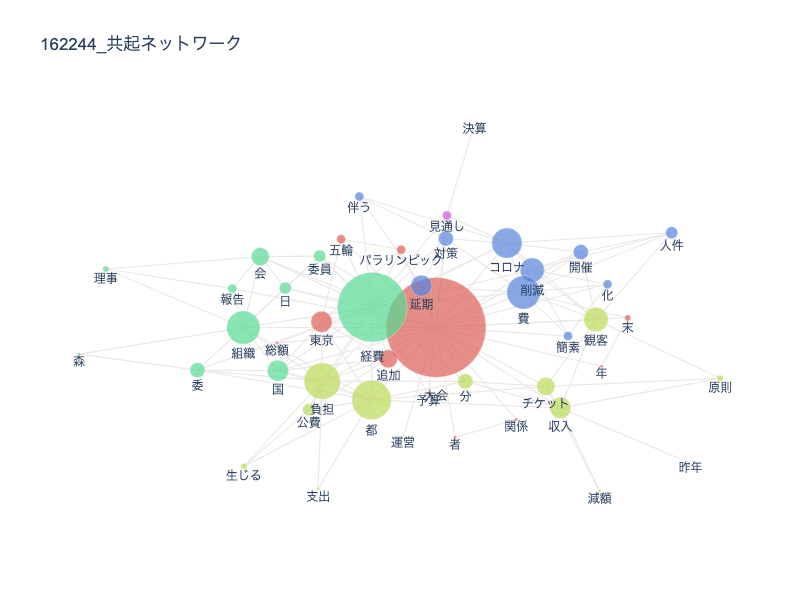 162244_共起ネットワーク
決算
伴う
見通し
五輪
パラリンピック
対策
人件
会
委員
コロナ
開催
理事
報告
日
延期
削減
化
費
末
組織
総額
東京
経費
簡素
観客
森
委
国
追加
年
原則
負担
予算
大会
分
チケット
公費
都
運営
者
関係
収入
昨年
生じる
支出
減額